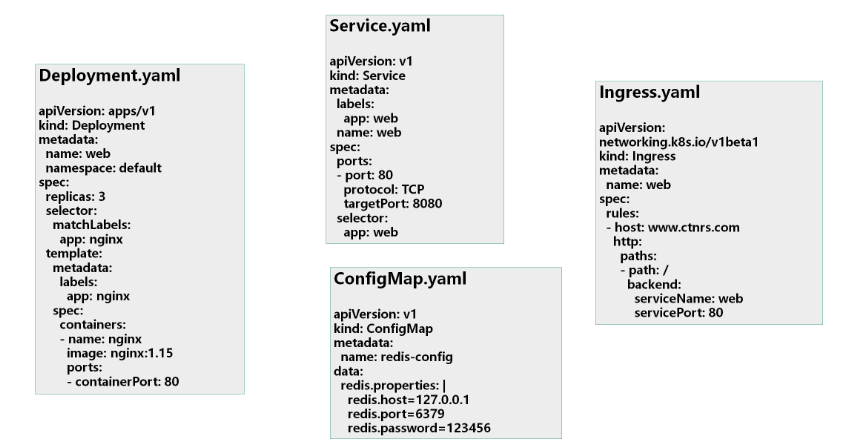 Deployment.yaml
apiVersion: apps/v1
kind: Deployment
metadata:
  name: web
  namespace: default
spec:
  replicas: 3
  selector:
    matchLabels:
      app: nginx
  template:
    metadata:
      labels:
        app: nginx
    spec:
      containers:
      - name: nginx
        image: nginx:1.15
        ports:
        - containerPort: 80
Service.yaml
apiVersion: v1
kind: Service
metadata:
  labels:
    app: web
  name: web
spec:
  ports:
  - port: 80
    protocol: TCP
    targetPort: 8080
  selector:
    app: web
ConfigMap.yaml
apiVersion: v1
kind: ConfigMap
metadata:
  name: redis-config
data:
  redis.properties: |
    redis.host=127.0.0.1
    redis.port=6379
    redis.password=123456
Ingress.yaml
apiVersion:
networking.k8s.io/v1beta1
kind: Ingress
metadata:
  name: web
spec:
  rules:
  - host: www.ctnrs.com
    http:
      paths:
      - path: /
        backend:
          serviceName: web
          servicePort: 80